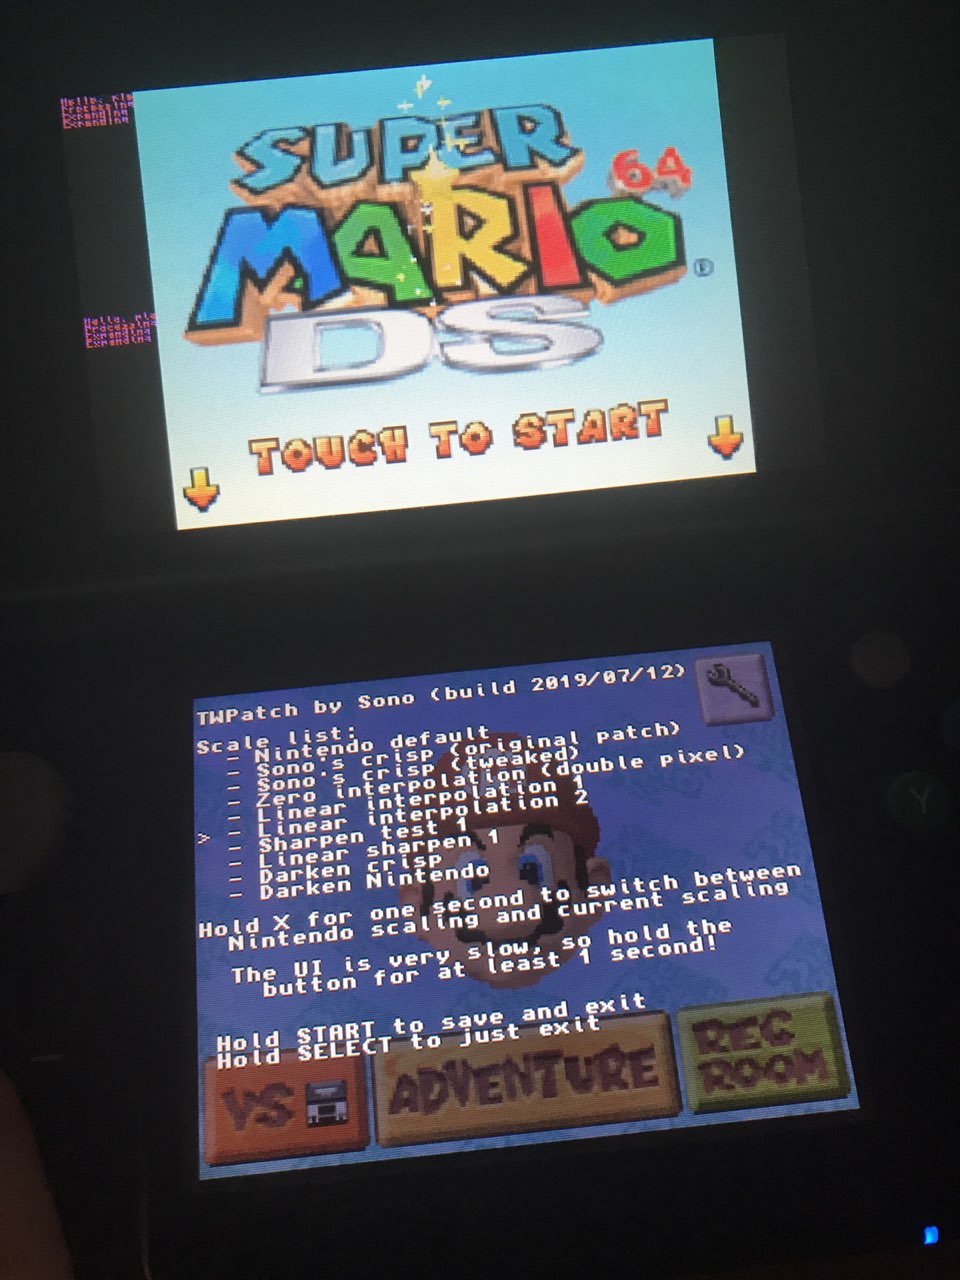 SUPER
MARIO 64
®
DS
TOUCH TO START
TWPatch by Sono (build 2019/07/12)
Scale list:
- Nintendo default
- Sono's crisp (original patch)
- Sono's crisp (tweaked)
- Zero interpolation (double pixel)
- Linear interpolation 1
- Linear interpolation 2
> - Sharpen test 1
- Linear sharpen 1
- Darken crisp
- Darken Nintendo
Hold X for one second to switch between
Nintendo scaling and current scaling
The UI is very slow, so hold the
button for at least 1 second!
Hold START to save and exit
Hold SELECT to just exit
VS
ADVENTURE
REC
ROOM
Y